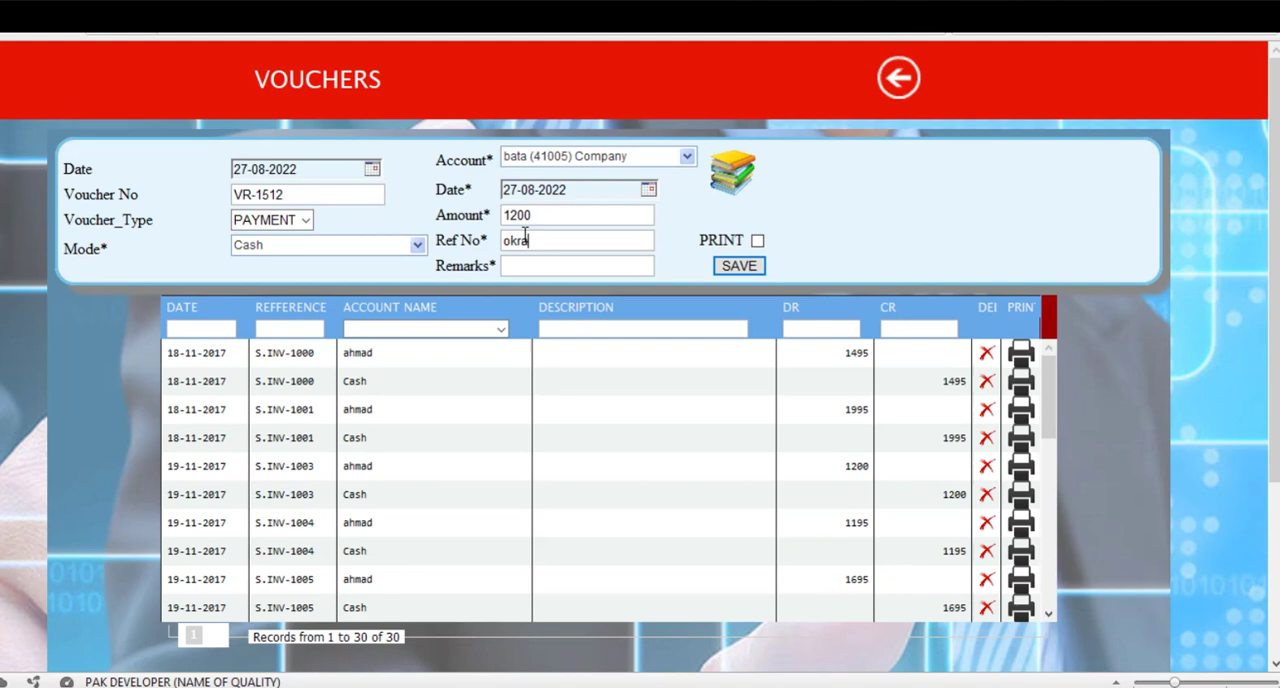 VOUCHERS
Date 27-08-2022
Voucher No VR-1512
Voucher_Type PAYMENT
Mode* Cash
Account* bata (41005) Company
Date* 27-08-2022
Amount* 1200
Ref No* okra
Remarks*
PRINT
SAVE
DATE REFFERENCE ACCOUNT NAME DESCRIPTION DR CR DEI PRIN
18-11-2017 S.INV-1000 ahmad 1495
18-11-2017 S.INV-1000 Cash 1495
18-11-2017 S.INV-1001 ahmad 1995
18-11-2017 S.INV-1001 Cash 1995
19-11-2017 S.INV-1003 ahmad 1200
19-11-2017 S.INV-1003 Cash 1200
19-11-2017 S.INV-1004 ahmad 1195
19-11-2017 S.INV-1004 Cash 1195
19-11-2017 S.INV-1005 ahmad 1695
19-11-2017 S.INV-1005 Cash 1695
1 Records from 1 to 30 of 30
PAK DEVELOPER (NAME OF QUALITY)